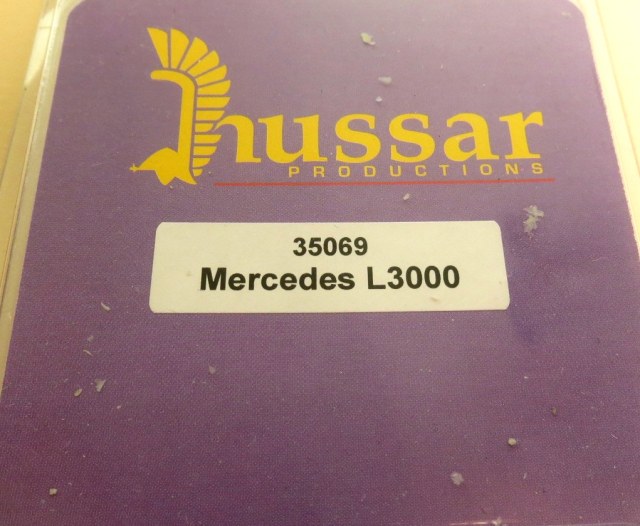 hussar
PRODUCTIONS
35069
Mercedes L3000